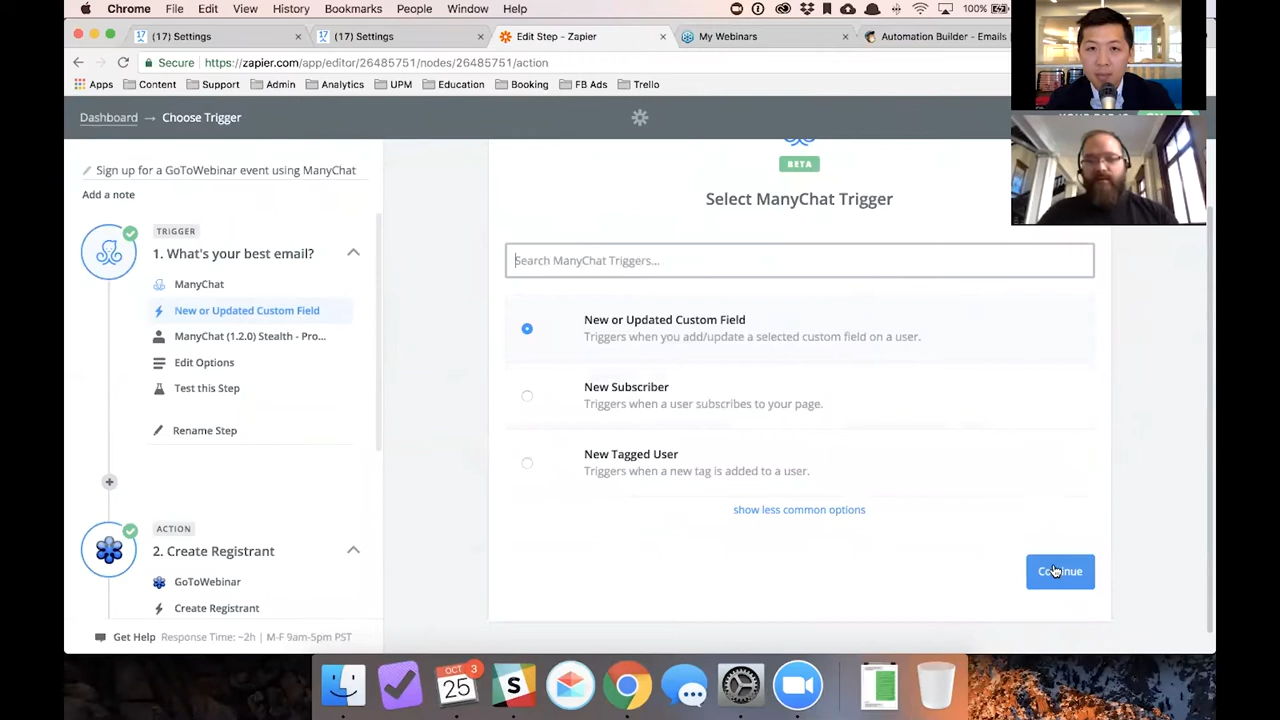 Chrome File Edit View History Bookmarks People Window Help 100%
(17) Settings (17) Settings Edit Step - Zapier My Webinars Automation Builder - Emails
Secure https://zapier.com/app/editor/26485751/nodes/26485751/action
Apps Content Support Admin Analytics UPM Education Booking FB Ads Trello
Dashboard → Choose Trigger
Sign up for a GoToWebinar event using ManyChat
Add a note
TRIGGER
1. What's your best email?
ManyChat
New or Updated Custom Field
ManyChat (1.2.0) Stealth - Pro...
Edit Options
Test this Step
Rename Step
ACTION
2. Create Registrant
GoToWebinar
Create Registrant
Get Help Response Time: ~2h | M-F 9am-5pm PST
BETA
Select ManyChat Trigger
Search ManyChat Triggers...
New or Updated Custom Field
Triggers when you add/update a selected custom field on a user.
New Subscriber
Triggers when a user subscribes to your page.
New Tagged User
Triggers when a new tag is added to a user.
show less common options
Continue
OCT 3
25
S